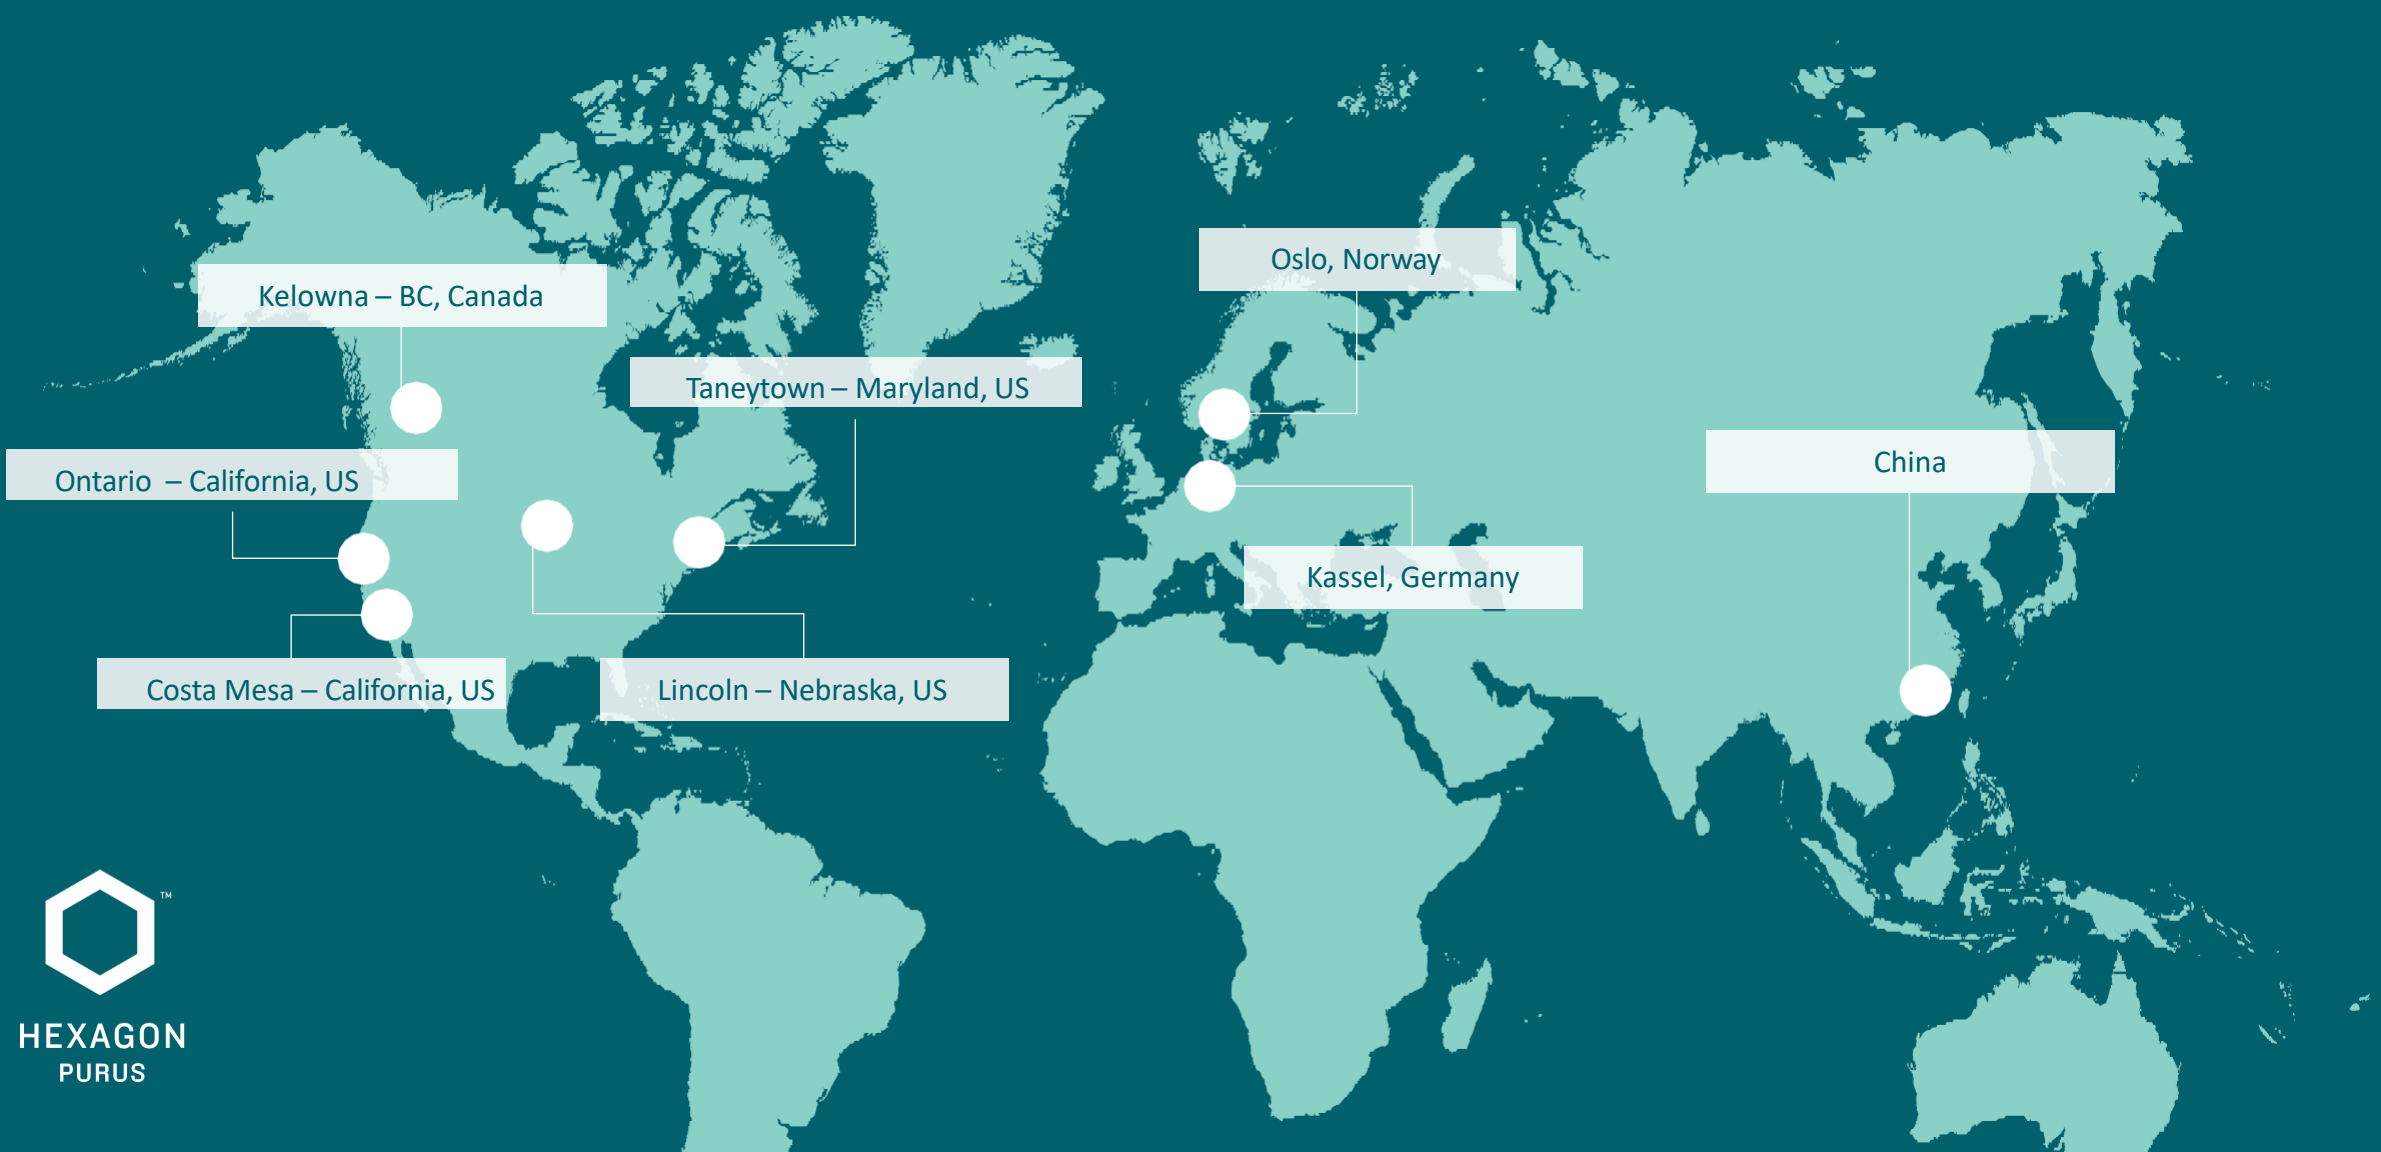 Oslo, Norway
Kelowna – BC, Canada
Taneytown – Maryland, US
China
Ontario – California, US
Kassel, Germany
Costa Mesa – California, US
Lincoln – Nebraska, US
TM
HEXAGON
PURUS